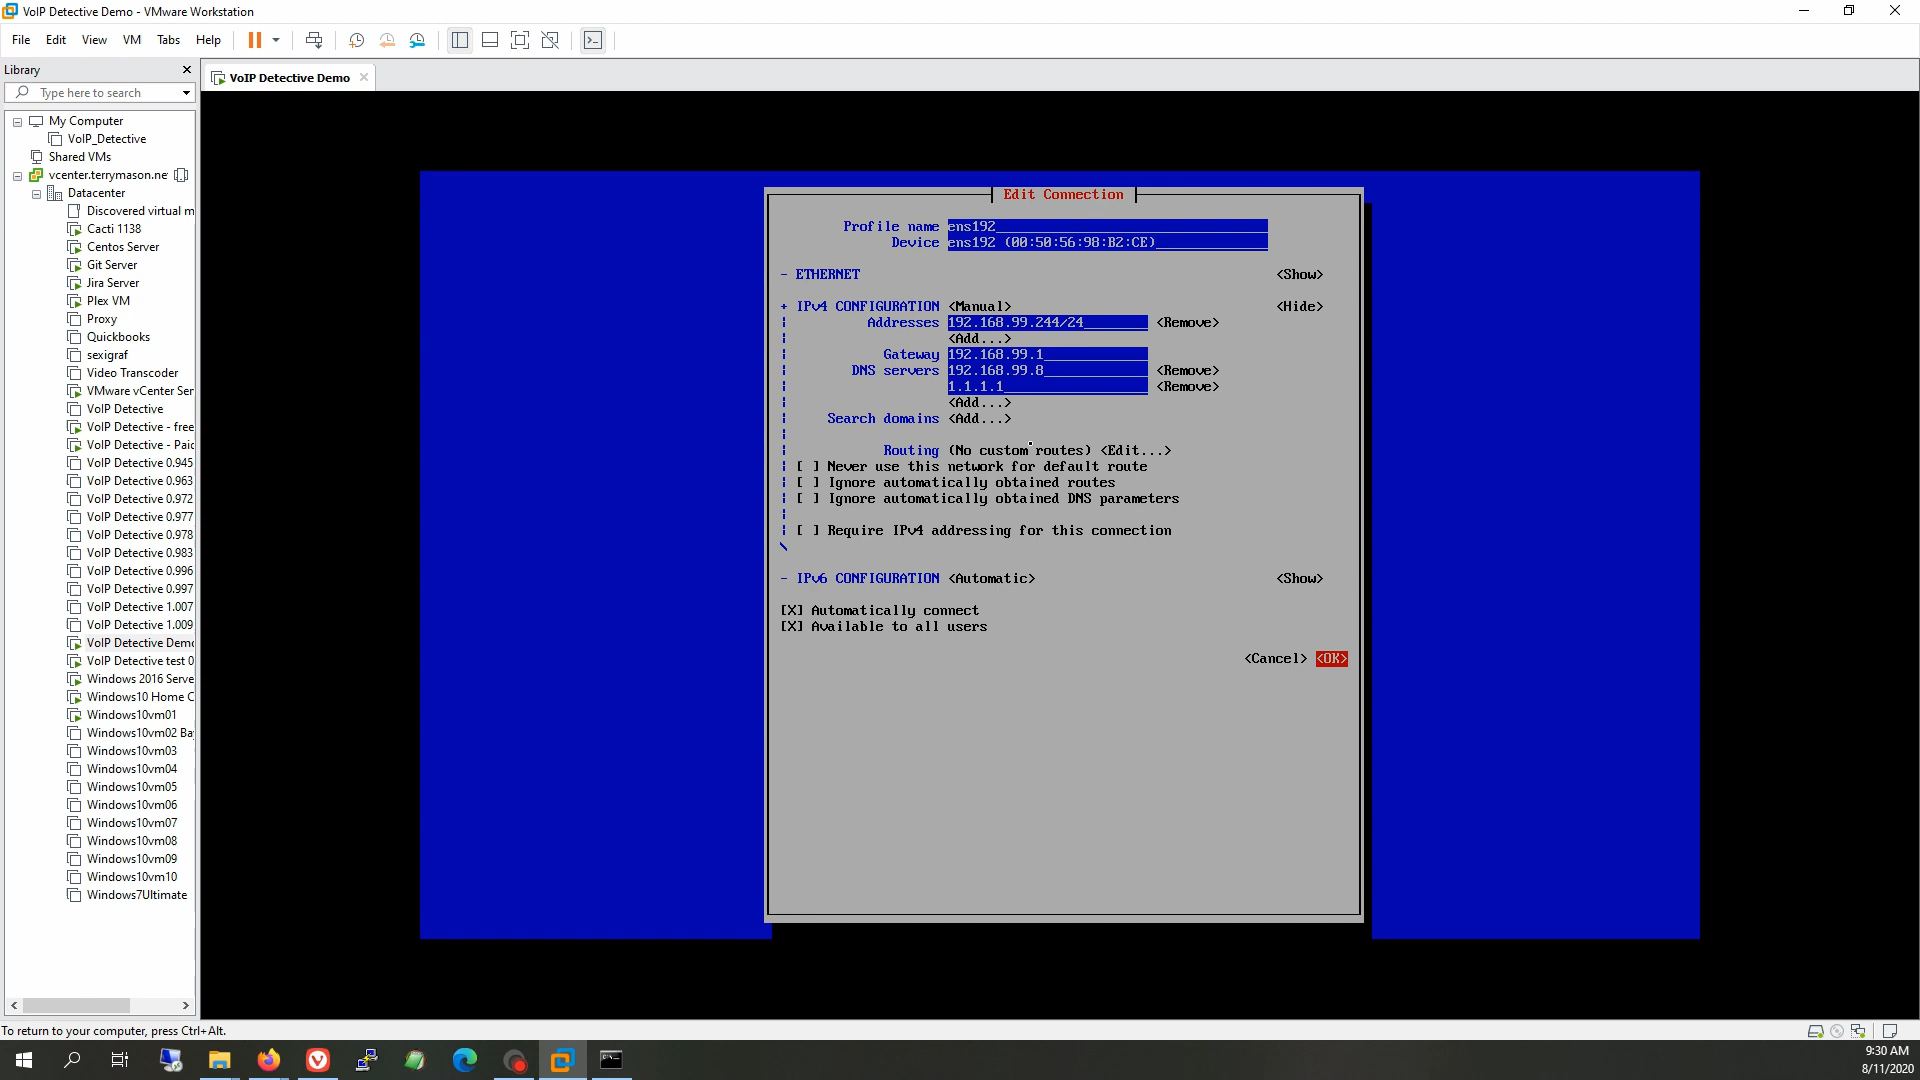 VoIP Detective Demo - VMware Workstation
File Edit View VM Tabs Help
Library
Type here to search
VoIP Detective Demo
My Computer
VoIP_Detective
Shared VMs
vcenter.terrymason.ne
Datacenter
Discovered virtual m
Cacti 1138
Centos Server
Git Server
Jira Server
Plex VM
Proxy
Quickbooks
sexigraf
Video Transcoder
VMware vCenter Ser
VoIP Detective
VoIP Detective - free
VoIP Detective - Paid
VoIP Detective 0.945
VoIP Detective 0.963
VoIP Detective 0.972
VoIP Detective 0.977
VoIP Detective 0.978
VoIP Detective 0.983
VoIP Detective 0.996
VoIP Detective 0.997
VoIP Detective 1.007
VoIP Detective 1.009
VoIP Detective Demo
VoIP Detective test 0
Windows 2016 Serve
Windows10 Home C
Windows10vm01
Windows10vm02 Ba
Windows10vm03
Windows10vm04
Windows10vm05
Windows10vm06
Windows10vm07
Windows10vm08
Windows10vm09
Windows10vm10
Windows7Ultimate
Edit Connection
Profile name ens192
Device ens192 (00:50:56:98:B2:CE)
- ETHERNET <Show>
+ IPv4 CONFIGURATION <Manual> <Hide>
Addresses 192.168.99.244/24 <Remove>
<Add...>
Gateway 192.168.99.1
DNS servers 192.168.99.8 <Remove>
1.1.1.1 <Remove>
<Add...>
Search domains <Add...>
Routing (No custom routes) <Edit...>
[ ] Never use this network for default route
[ ] Ignore automatically obtained routes
[ ] Ignore automatically obtained DNS parameters
[ ] Require IPv4 addressing for this connection
- IPv6 CONFIGURATION <Automatic> <Show>
[X] Automatically connect
[X] Available to all users
<Cancel> <OK>
To return to your computer, press Ctrl+Alt.
9:30 AM
8/11/2020